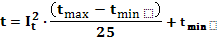 t = I_t^2 · (t_max − t_min □) / 25 + t_min □